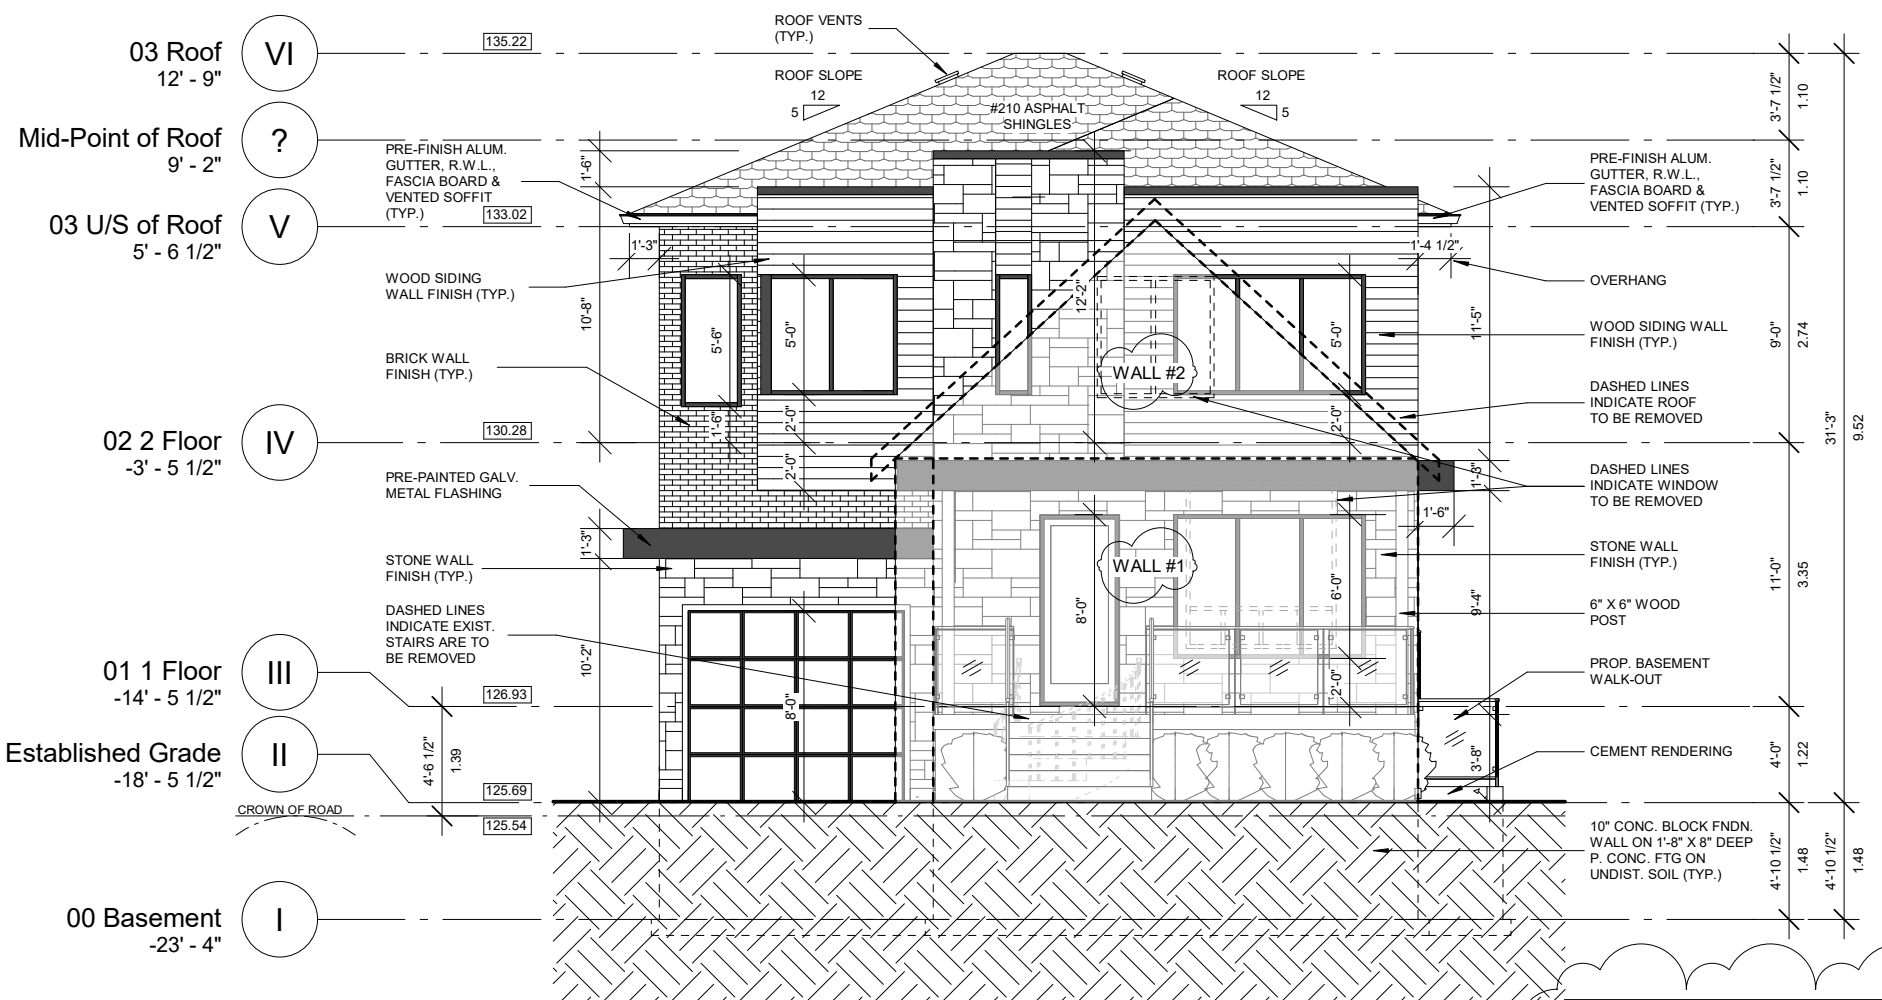 03 Roof
12' - 9"
VI
135.22
Mid-Point of Roof
9' - 2"
?
03 U/S of Roof
5' - 6 1/2"
V
133.02
02 2 Floor
-3' - 5 1/2"
IV
130.28
01 1 Floor
-14' - 5 1/2"
III
126.93
Established Grade
-18' - 5 1/2"
II
125.69
CROWN OF ROAD
125.54
00 Basement
-23' - 4"
I
4'-6 1/2"
1.39
PRE-FINISH ALUM.
GUTTER, R.W.L.,
FASCIA BOARD &
VENTED SOFFIT
(TYP.)
WOOD SIDING
WALL FINISH (TYP.)
BRICK WALL
FINISH (TYP.)
PRE-PAINTED GALV.
METAL FLASHING
STONE WALL
FINISH (TYP.)
DASHED LINES
INDICATE EXIST.
STAIRS ARE TO
BE REMOVED
1'-6"
10'-8"
1'-3"
10'-2"
ROOF VENTS
(TYP.)
ROOF SLOPE
12
5
ROOF SLOPE
12
5
#210 ASPHALT
SHINGLES
1'-3"
5'-6"
1'-6"
5'-0"
2'-0"
2'-0"
8'-0"
12'-2"
WALL #2
5'-0"
2'-0"
1'-4 1/2"
11'-5"
1'-3"
1'-6"
WALL #1
8'-0"
6'-0"
2'-0"
9'-4"
3'-8"
PRE-FINISH ALUM.
GUTTER, R.W.L.,
FASCIA BOARD &
VENTED SOFFIT (TYP.)
OVERHANG
WOOD SIDING WALL
FINISH (TYP.)
DASHED LINES
INDICATE ROOF
TO BE REMOVED
DASHED LINES
INDICATE WINDOW
TO BE REMOVED
STONE WALL
FINISH (TYP.)
6" X 6" WOOD
POST
PROP. BASEMENT
WALK-OUT
CEMENT RENDERING
10" CONC. BLOCK FNDN.
WALL ON 1'-8" X 8" DEEP
P. CONC. FTG ON
UNDIST. SOIL (TYP.)
3'-7 1/2"
1.10
3'-7 1/2"
1.10
9'-0"
2.74
11'-0"
3.35
4'-0"
1.22
4'-10 1/2"
1.48
31'-3"
9.52
4'-10 1/2"
1.48